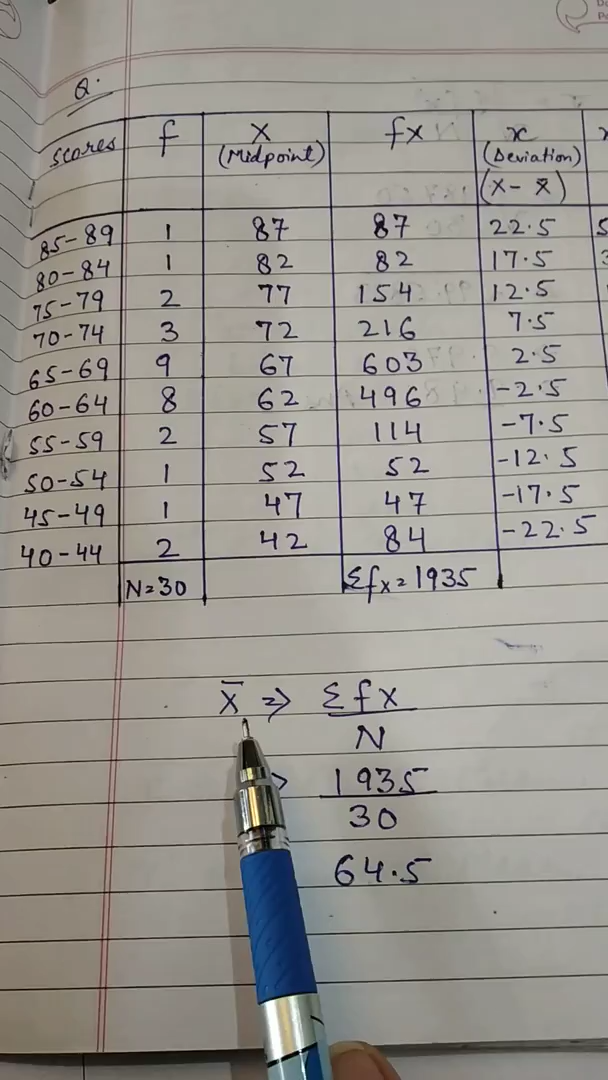 Q.
Scores f X fx x
(Midpoint) (Deviation)
(X - x̄)
85-89 1 87 87 22.5
80-84 1 82 82 17.5
75-79 2 77 154 12.5
70-74 3 72 216 7.5
65-69 9 67 603 2.5
60-64 8 62 496 -2.5
55-59 2 57 114 -7.5
50-54 1 52 52 -12.5
45-49 1 47 47 -17.5
40-44 2 42 84 -22.5
N=30 Σfx=1935
X̄ ⇒ Σfx
N
1935
30
64.5